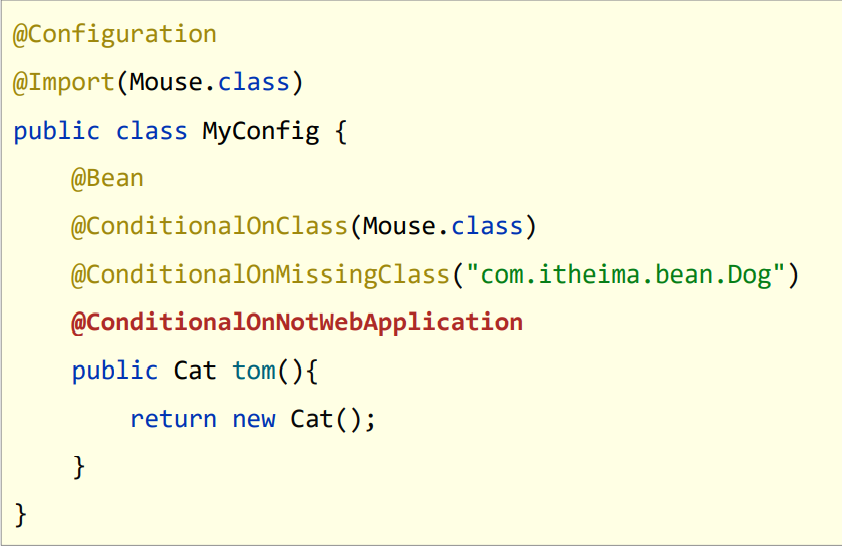 @Configuration
@Import(Mouse.class)
public class MyConfig {
    @Bean
    @ConditionalOnClass(Mouse.class)
    @ConditionalOnMissingClass("com.itheima.bean.Dog")
    @ConditionalOnNotWebApplication
    public Cat tom(){
        return new Cat();
    }
}